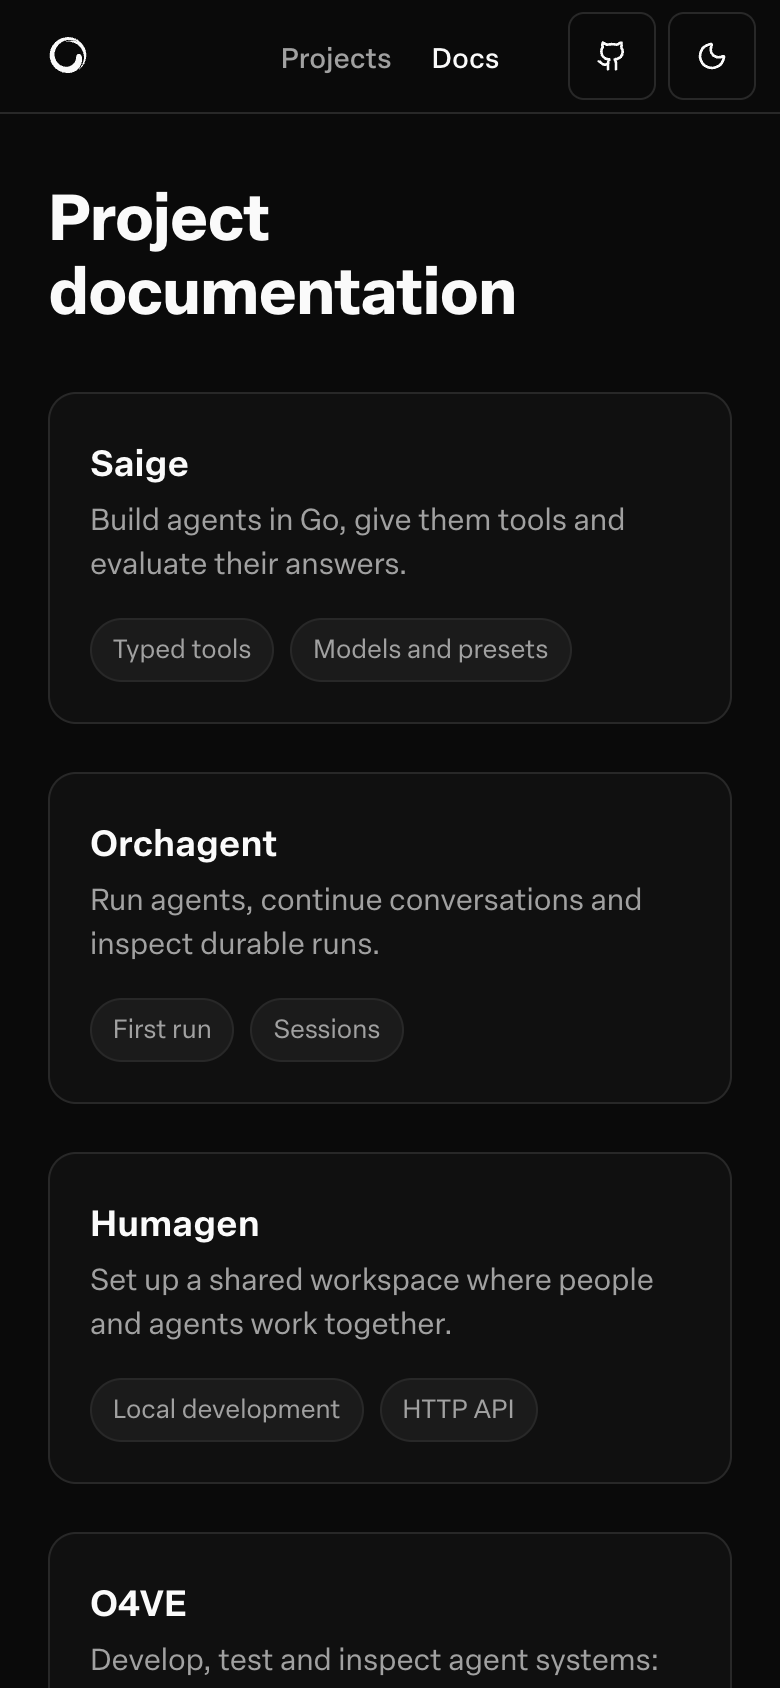 Projects Docs
Project
documentation
Saige
Build agents in Go, give them tools and
evaluate their answers.
Typed tools Models and presets
Orchagent
Run agents, continue conversations and
inspect durable runs.
First run Sessions
Humagen
Set up a shared workspace where people
and agents work together.
Local development HTTP API
O4VE
Develop, test and inspect agent systems: